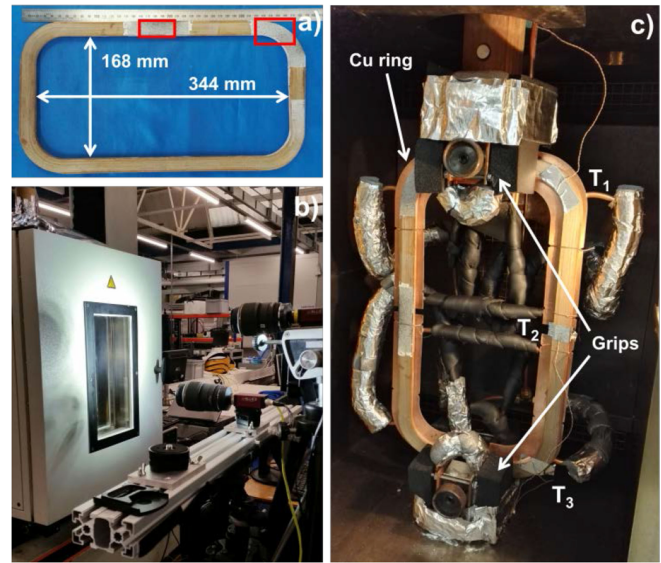 a)
168 mm
344 mm
b)
c)
Cu ring
T₁
T₂
Grips
T₃